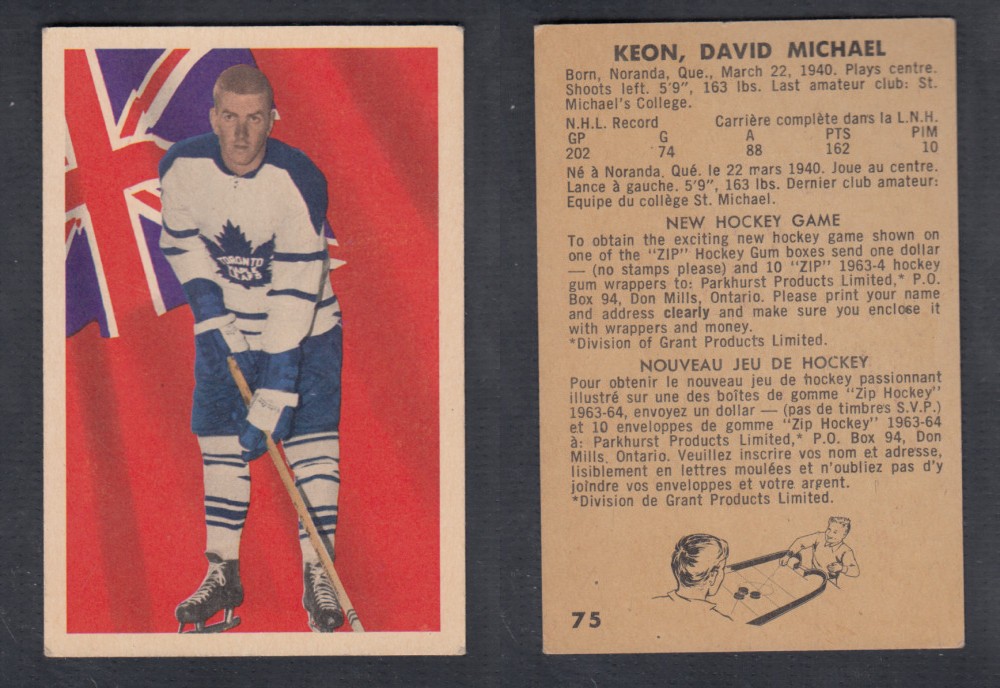 TORONTO
MAPLE
LEAFS
KEON, DAVID MICHAEL
Born, Noranda, Que., March 22, 1940. Plays centre.
Shoots left. 5'9", 163 lbs. Last amateur club: St.
Michael's College.
N.H.L. Record Carrière complète dans la L.N.H.
GP G A PTS PIM
202 74 88 162 10
Né à Noranda, Qué. le 22 mars 1940. Joue au centre.
Lance à gauche. 5'9", 163 lbs. Dernier club amateur:
Equipe du collège St. Michael.
NEW HOCKEY GAME
To obtain the exciting new hockey game shown on
one of the "ZIP" Hockey Gum boxes send one dollar
— (no stamps please) and 10 "ZIP" 1963-4 hockey
gum wrappers to: Parkhurst Products Limited,* P.O.
Box 94, Don Mills, Ontario. Please print your name
and address clearly and make sure you enclose it
with wrappers and money.
*Division of Grant Products Limited.
NOUVEAU JEU DE HOCKEY
Pour obtenir le nouveau jeu de hockey passionnant
illustré sur une des boîtes de gomme "Zip Hockey"
1963-64, envoyez un dollar — (pas de timbres S.V.P.)
et 10 enveloppes de gomme "Zip Hockey" 1963-64
à: Parkhurst Products Limited,* P.O. Box 94, Don
Mills, Ontario. Veuillez inscrire vos nom et adresse,
lisiblement en lettres moulées et n'oubliez pas d'y
joindre vos enveloppes et votre argent.
*Division de Grant Products Limited.
75